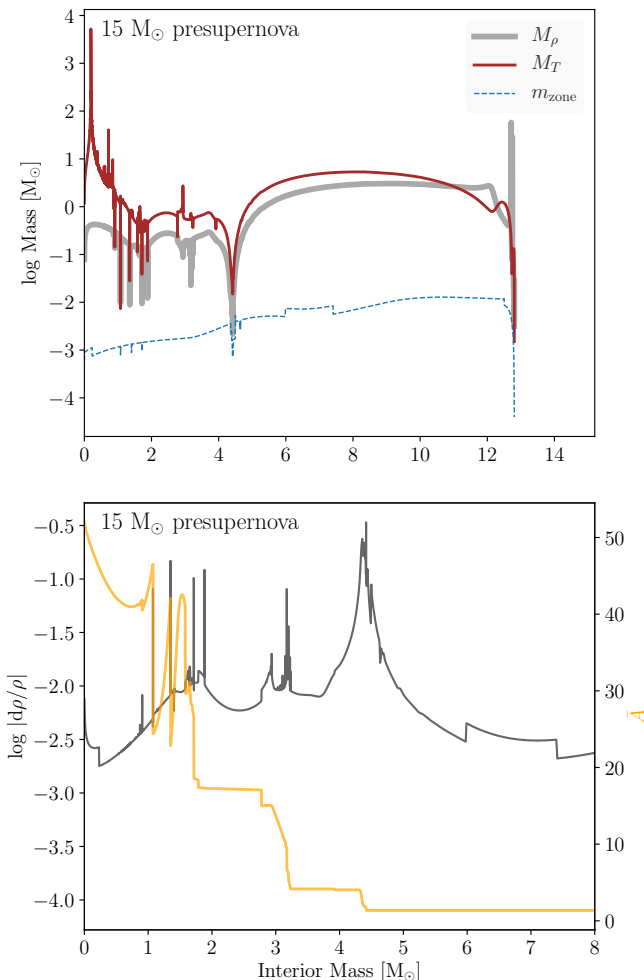 15 M⊙ presupernova
M_ρ
M_T
m_zone
log Mass [M⊙]
4
3
2
1
0
−1
−2
−3
−4
0 2 4 6 8 10 12 14
15 M⊙ presupernova
log |dρ/ρ|
−0.5
−1.0
−1.5
−2.0
−2.5
−3.0
−3.5
−4.0
50
40
30
20
10
0
Ā
0 1 2 3 4 5 6 7 8
Interior Mass [M⊙]